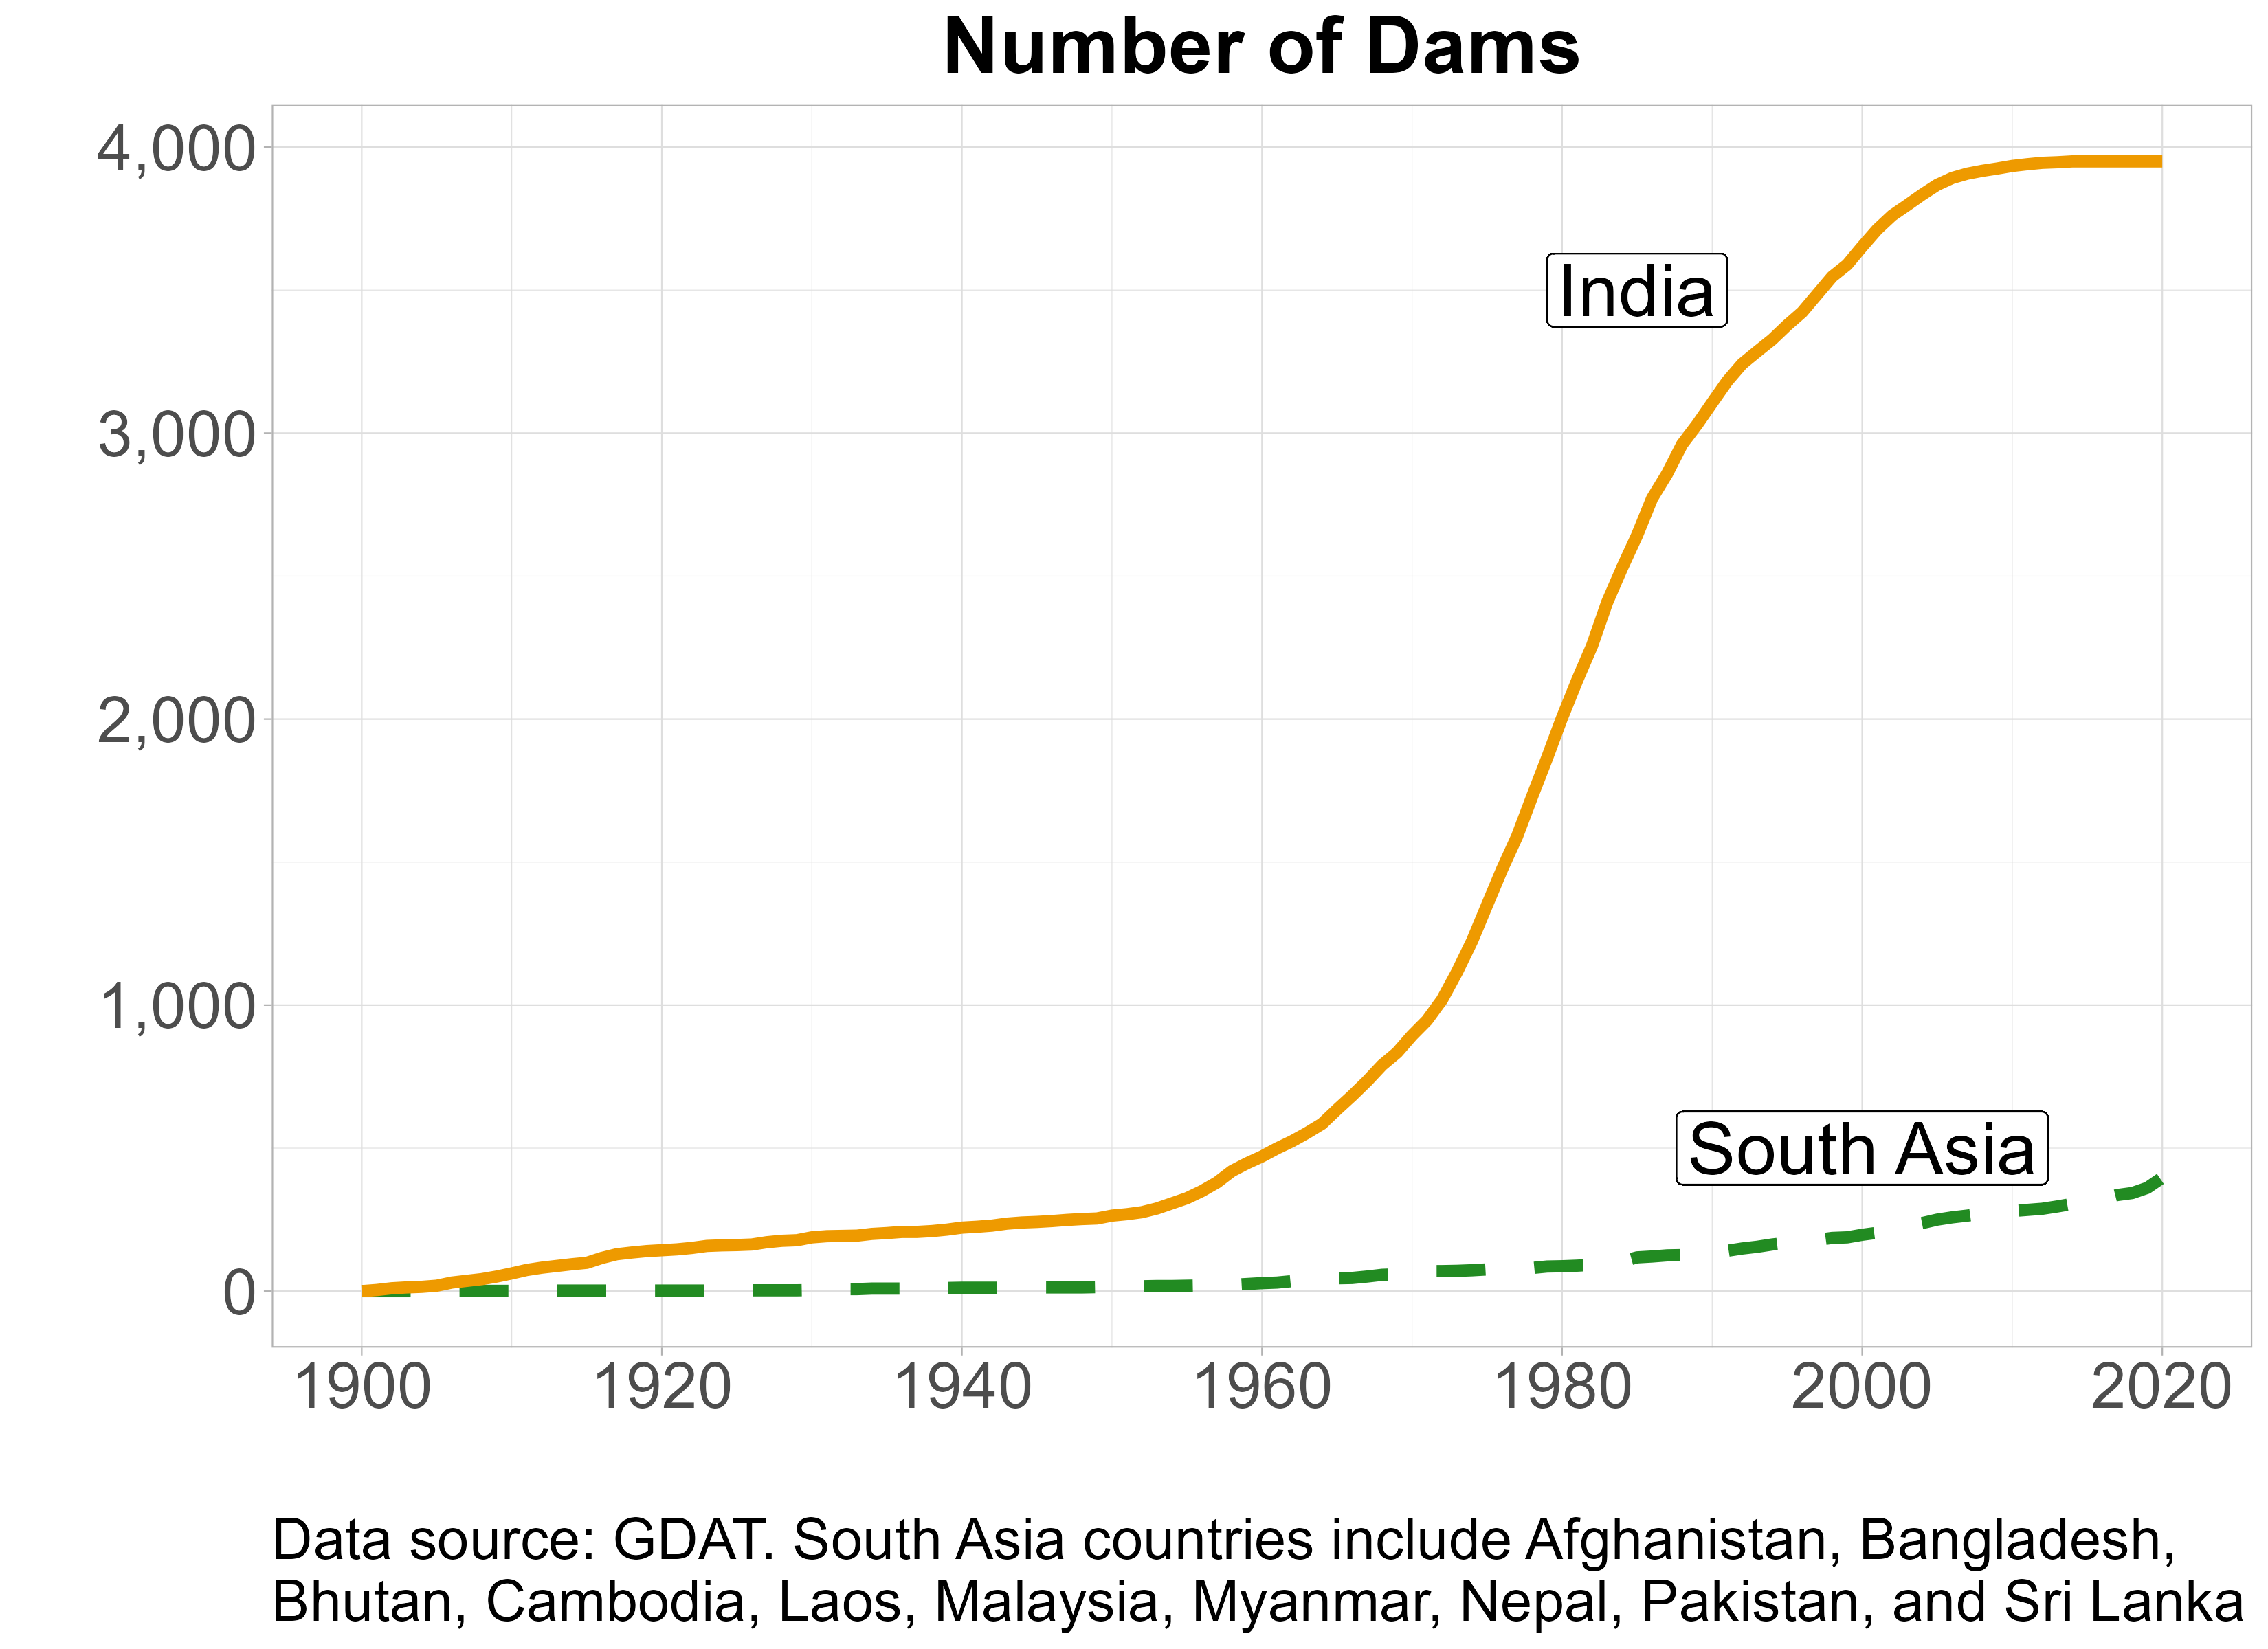 Number of Dams
4,000
3,000
2,000
1,000
0
India
South Asia
1900 1920 1940 1960 1980 2000 2020
Data source: GDAT. South Asia countries include Afghanistan, Bangladesh,
Bhutan, Cambodia, Laos, Malaysia, Myanmar, Nepal, Pakistan, and Sri Lanka